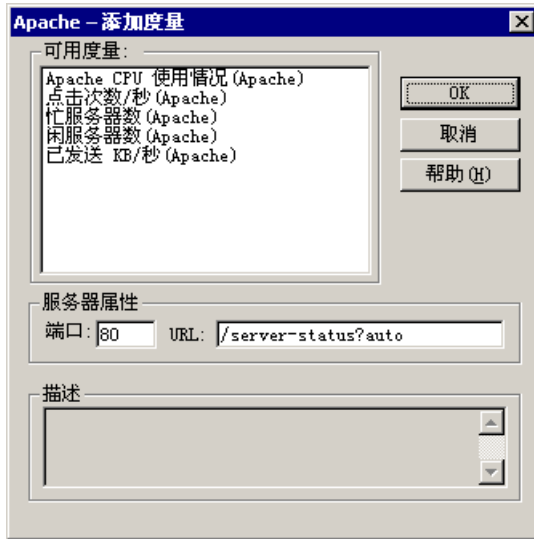 Apache – 添加度量
可用度量:
Apache CPU 使用情况(Apache)
点击次数/秒(Apache)
忙服务器数(Apache)
闲服务器数(Apache)
已发送 KB/秒(Apache)
OK
取消
帮助(H)
服务器属性
端口: 80 URL: /server-status?auto
描述